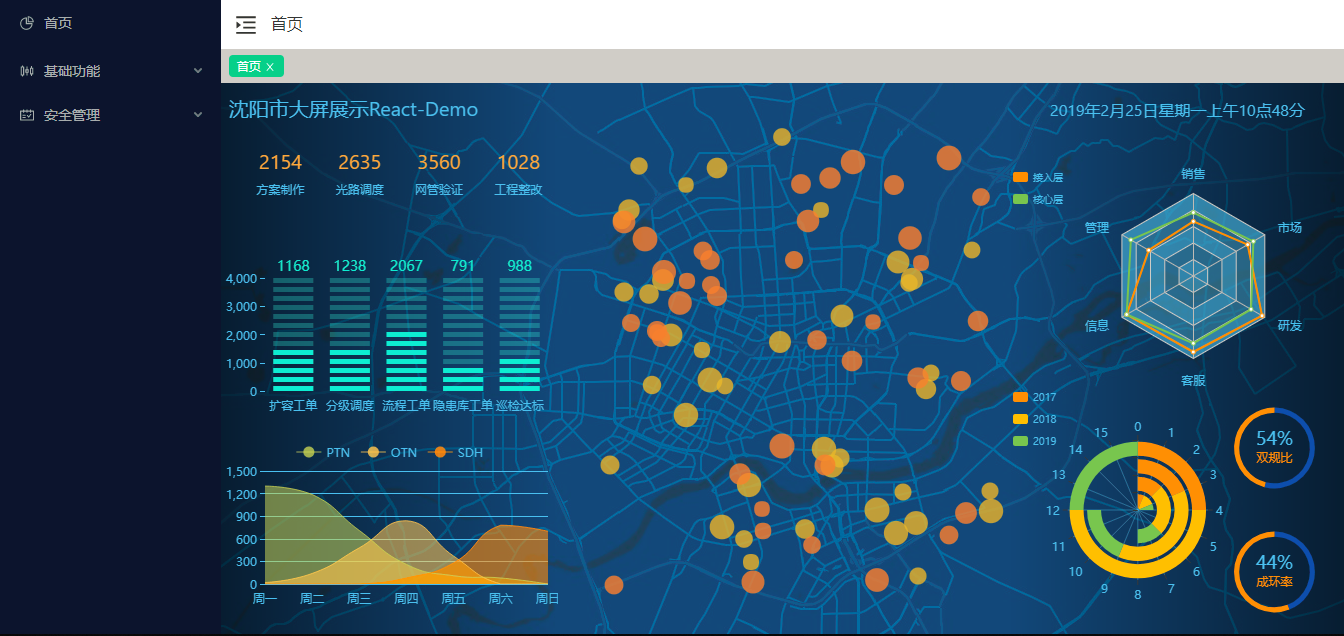 首页
基础功能
安全管理
首页
首页 X
沈阳市大屏展示React-Demo
2019年2月25日星期一上午10点48分
2154 2635 3560 1028
方案制作 光路调度 网管验证 工程整改
1168 1238 2067 791 988
4,000
3,000
2,000
1,000
0
扩容工单 分级调度 流程工单 隐患库工单 巡检达标
PTN OTN SDH
1,500
1,200
900
600
300
0
周一 周二 周三 周四 周五 周六 周日
接入层
核心层
销售
管理 市场
信息 研发
客服
2017
2018
2019
0
15 1
14 2
13 3
12 4
11 5
10 6
9 7
8
54%
双规比
44%
成环率